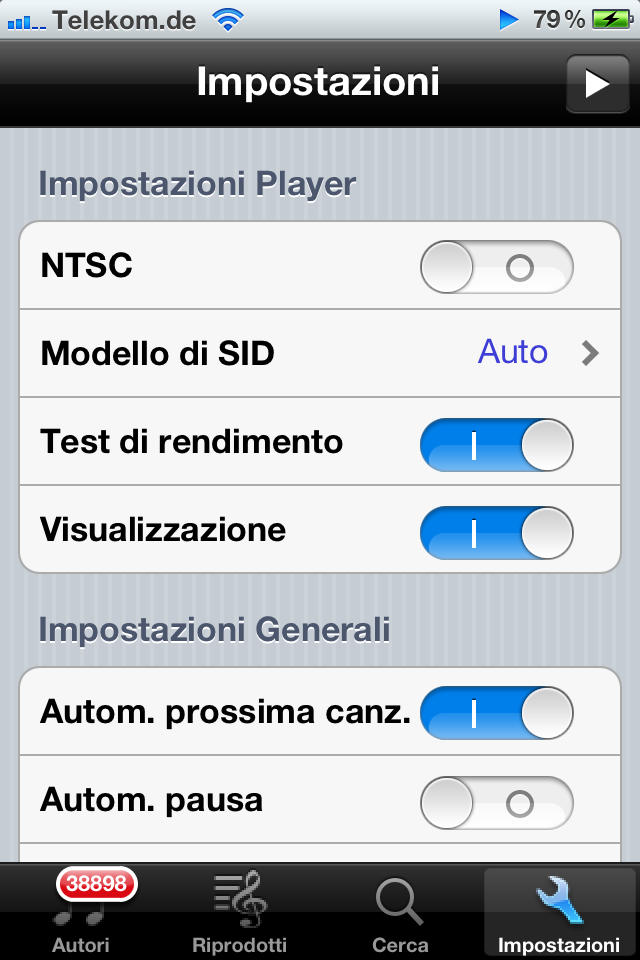 Telekom.de 79 %
Impostazioni
Impostazioni Player
NTSC
Modello di SID Auto
Test di rendimento
Visualizzazione
Impostazioni Generali
Autom. prossima canz.
Autom. pausa
38898
Autori Riprodotti Cerca Impostazioni